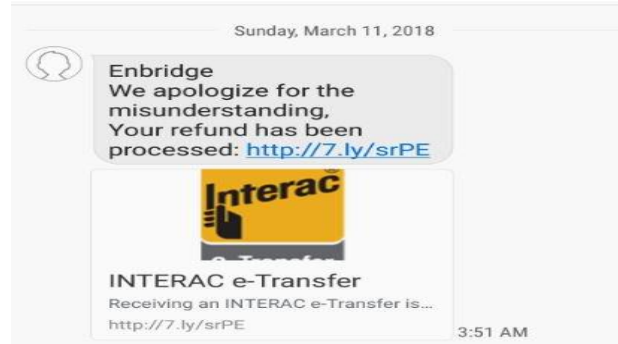 Sunday, March 11, 2018
Enbridge
We apologize for the
misunderstanding,
Your refund has been
processed: http://7.ly/srPE
Interac®
e-Transfer
INTERAC e-Transfer
Receiving an INTERAC e-Transfer is...
http://7.ly/srPE
3:51 AM